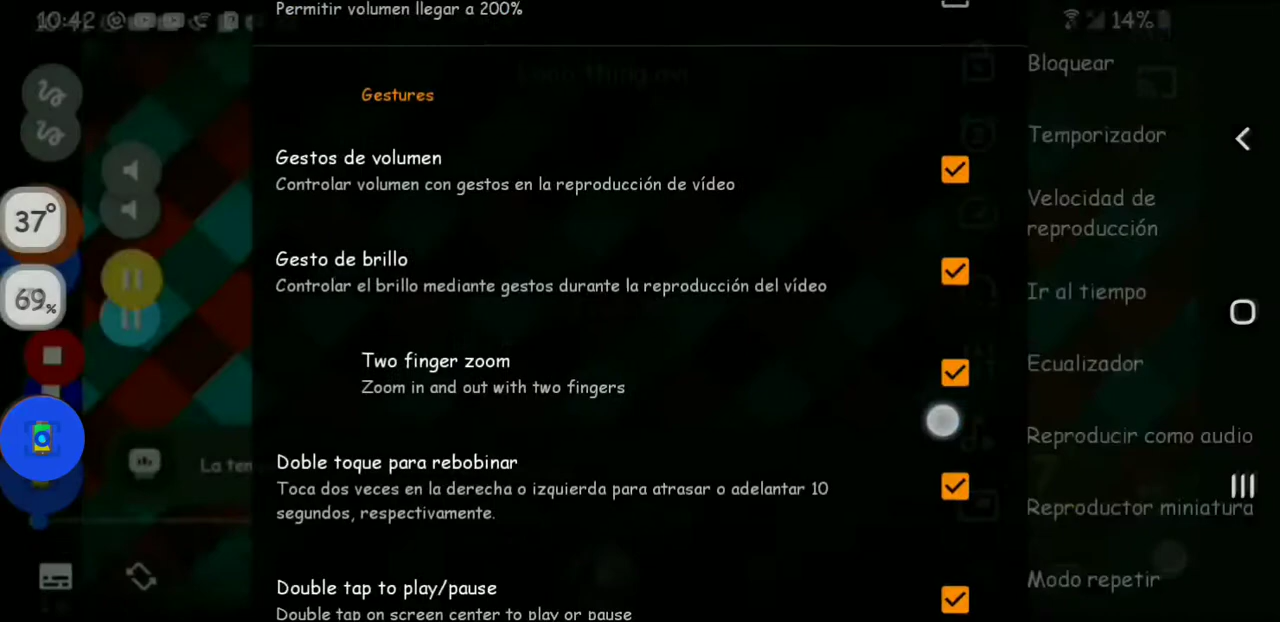 Permitir volumen llegar a 200%
10:42
14%
Gestures
Gestos de volumen
Controlar volumen con gestos en la reproducción de vídeo
Gesto de brillo
Controlar el brillo mediante gestos durante la reproducción del vídeo
Two finger zoom
Zoom in and out with two fingers
Doble toque para rebobinar
Toca dos veces en la derecha o izquierda para atrasar o adelantar 10
segundos, respectivamente.
Double tap to play/pause
Double tap on screen center to play or pause
37°
69%
La tem
Bloquear
Temporizador
Velocidad de
reproducción
Ir al tiempo
Ecualizador
Reproducir como audio
Reproductor miniatura
Modo repetir